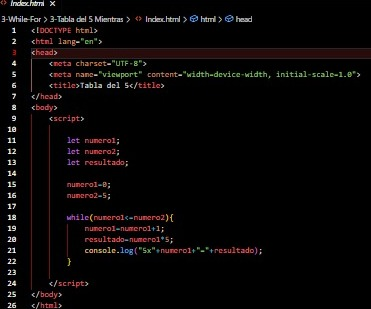 Index.html X
3-While-For > 3-Tabla del 5 Mientras > <> Index.html > html > head
1 <!DOCTYPE html>
2 <html lang="en">
3 <head>
4 <meta charset="UTF-8">
5 <meta name="viewport" content="width=device-width, initial-scale=1.0">
6 <title>Tabla del 5</title>
7 </head>
8 <body>
9 <script>
10
11 let numero1;
12 let numero2;
13 let resultado;
14
15 numero1=0;
16 numero2=5;
17
18 while(numero1<=numero2){
19 numero1=numero1+1;
20 resultado=numero1*5;
21 console.log("5x"+numero1+"="+resultado);
22 }
23
24 </script>
25 </body>
26 </html>